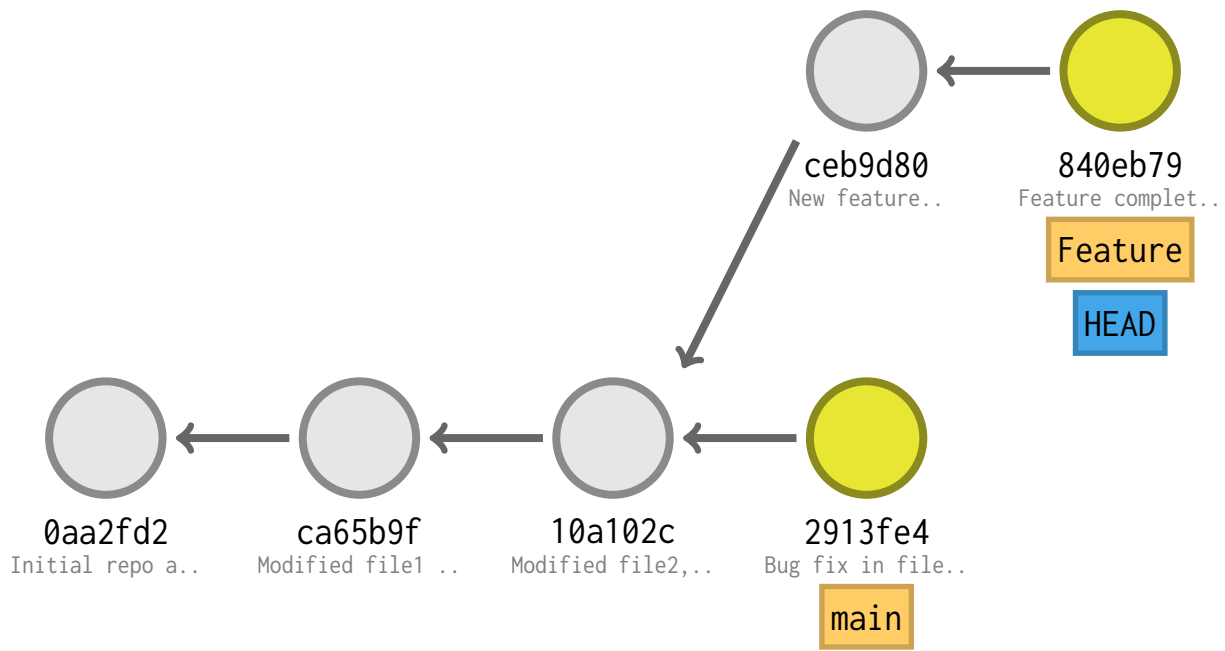 ceb9d80
New feature..
840eb79
Feature complet..
Feature
HEAD
0aa2fd2
Initial repo a..
ca65b9f
Modified file1 ..
10a102c
Modified file2,..
2913fe4
Bug fix in file..
main